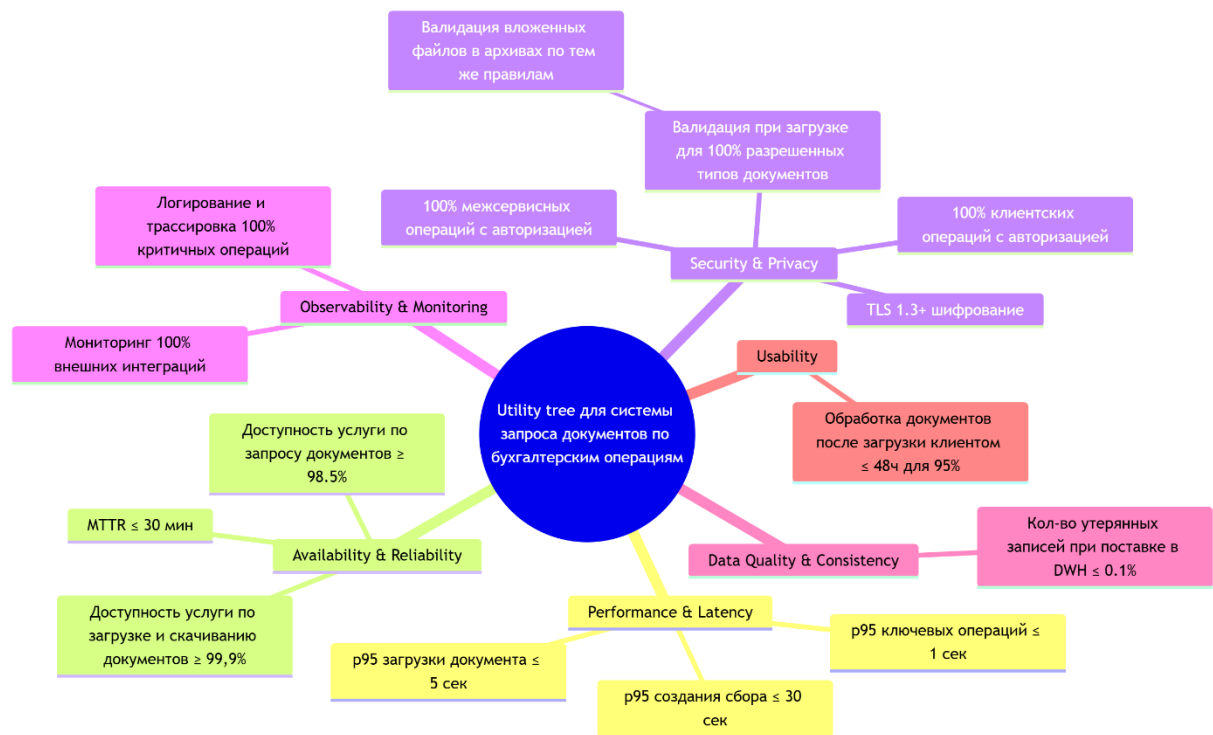 Валидация вложенных
файлов в архивах по тем
же правилам
Валидация при загрузке
для 100% разрешенных
типов документов
100% межсервисных
операций с авторизацией
100% клиентских
операций с авторизацией
Security & Privacy
TLS 1.3+ шифрование
Логирование и
трассировка 100%
критичных операций
Observability & Monitoring
Мониторинг 100%
внешних интеграций
Usability
Обработка документов
после загрузки клиентом
≤ 48ч для 95%
Utility tree для системы
запроса документов по
бухгалтерским операциям
Доступность услуги по
запросу документов ≥
98.5%
MTTR ≤ 30 мин
Availability & Reliability
Доступность услуги по
загрузке и скачиванию
документов ≥ 99,9%
Data Quality & Consistency
Кол-во утерянных
записей при поставке в
DWH ≤ 0.1%
Performance & Latency
p95 загрузки документа ≤
5 сек
p95 создания сбора ≤ 30
сек
p95 ключевых операций ≤
1 сек